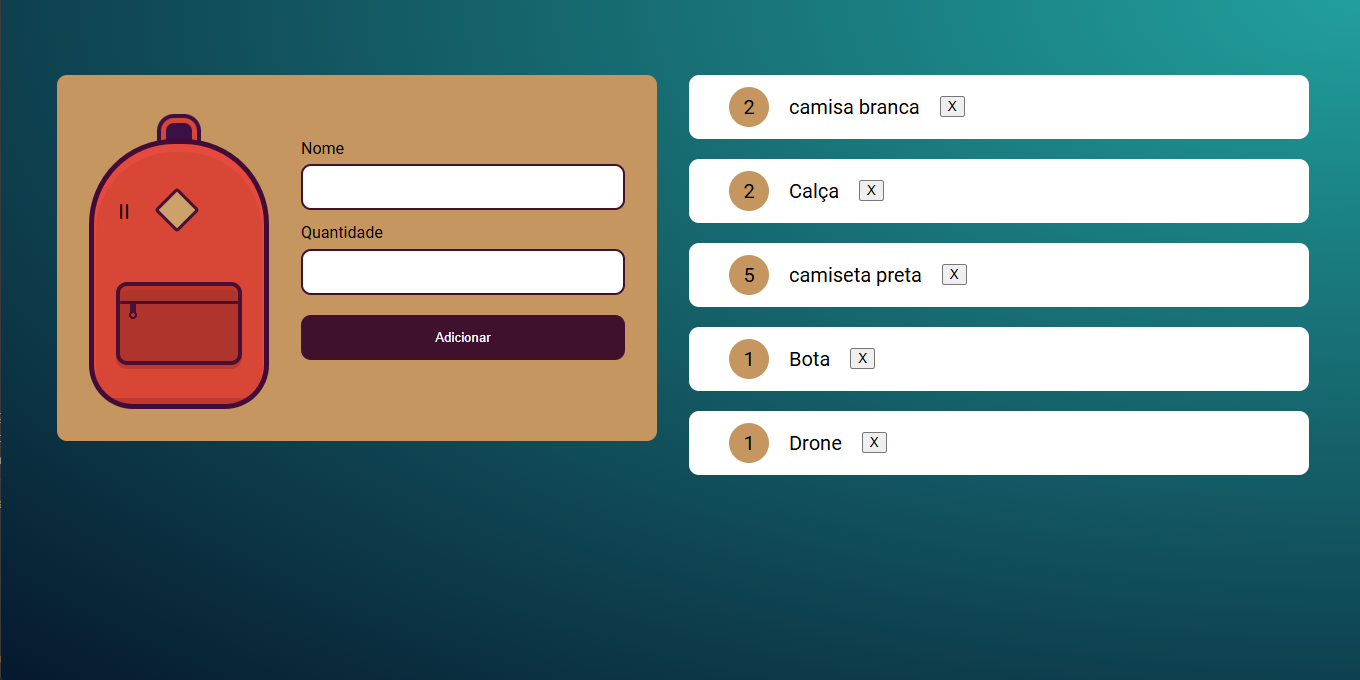 Nome
Quantidade
Adicionar
2 camisa branca X
2 Calça X
5 camiseta preta X
1 Bota X
1 Drone X